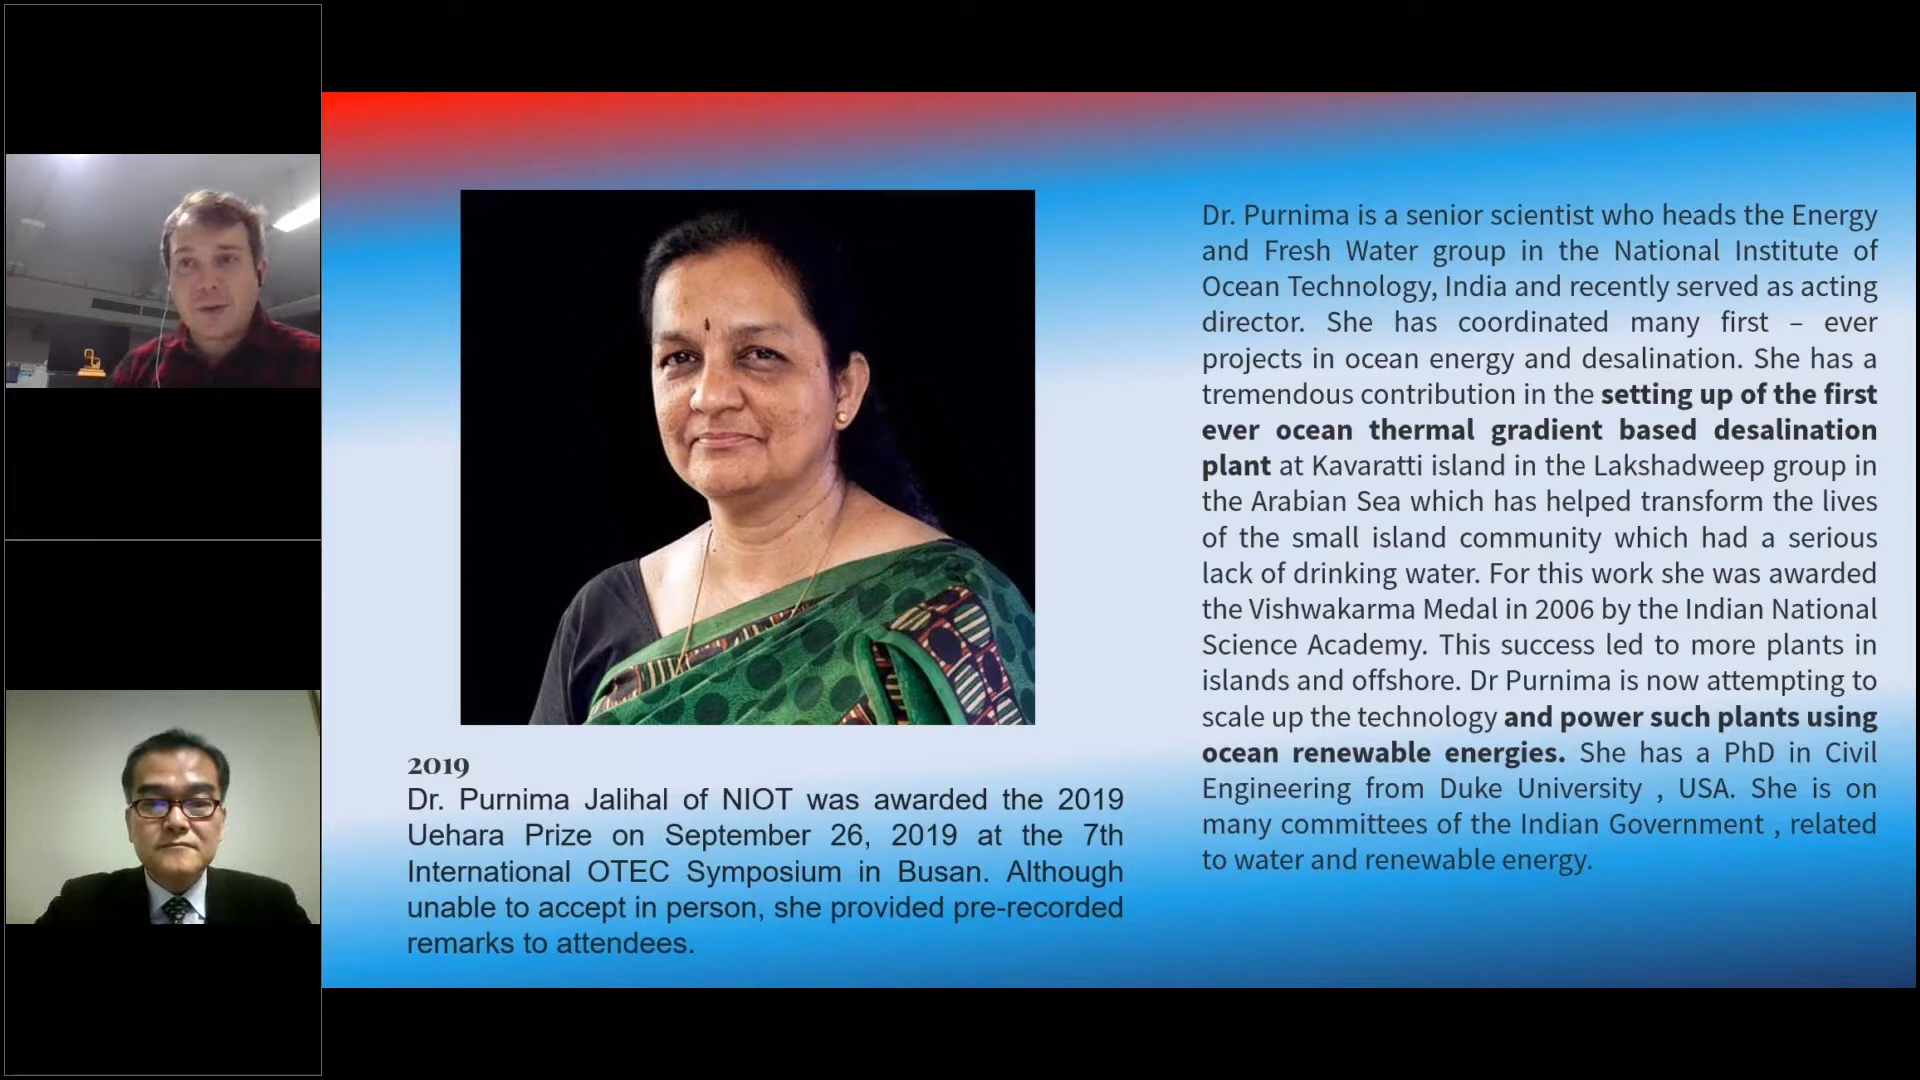 2019
Dr. Purnima Jalihal of NIOT was awarded the 2019
Uehara Prize on September 26, 2019 at the 7th
International OTEC Symposium in Busan. Although
unable to accept in person, she provided pre-recorded
remarks to attendees.
Dr. Purnima is a senior scientist who heads the Energy
and Fresh Water group in the National Institute of
Ocean Technology, India and recently served as acting
director. She has coordinated many first – ever
projects in ocean energy and desalination. She has a
tremendous contribution in the setting up of the first
ever ocean thermal gradient based desalination
plant at Kavaratti island in the Lakshadweep group in
the Arabian Sea which has helped transform the lives
of the small island community which had a serious
lack of drinking water. For this work she was awarded
the Vishwakarma Medal in 2006 by the Indian National
Science Academy. This success led to more plants in
islands and offshore. Dr Purnima is now attempting to
scale up the technology and power such plants using
ocean renewable energies. She has a PhD in Civil
Engineering from Duke University , USA. She is on
many committees of the Indian Government , related
to water and renewable energy.